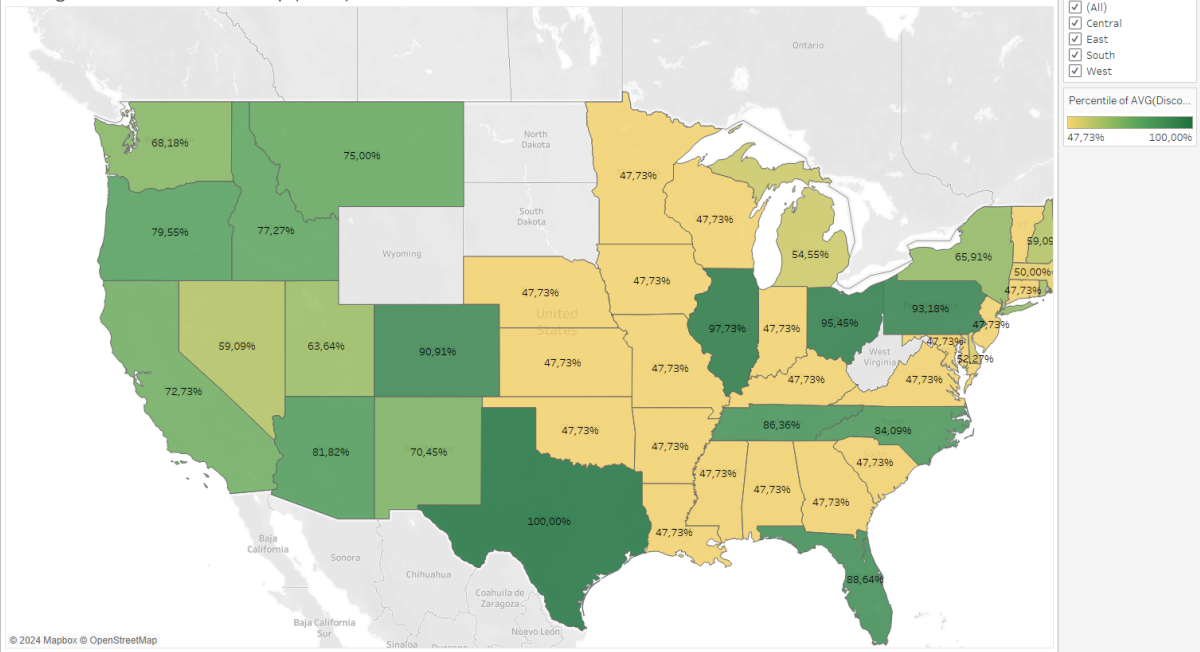 (All)
Central
East
South
West
Percentile of AVG(Disco...
47,73%
100,00%
Ontario
North
Dakota
68,18%
75,00%
47,73%
South
Dakota
47,73%
79,55%
77,27%
59,09
Wyoming
54,55%
65,91%
50,00%
47,73%
47,73%
47,73%
93,18%
United
States
97,73%
47,73%
95,45%
47,73%
59,09%
63,64%
90,91%
47,73%
47,73%
West
Virginia
52,27%
47,73%
72,73%
47,73%
47,73%
86,36%
84,09%
81,82%
70,45%
47,73%
47,73%
47,73%
47,73%
47,73%
47,73%
100,00%
47,73%
Baja
California
Sonora
Chihuahua
88,64%
Coahuila de
Zaragoza
Baja California
Sur
Nuevo León
© 2024 Mapbox © OpenStreetMap
Sinaloa